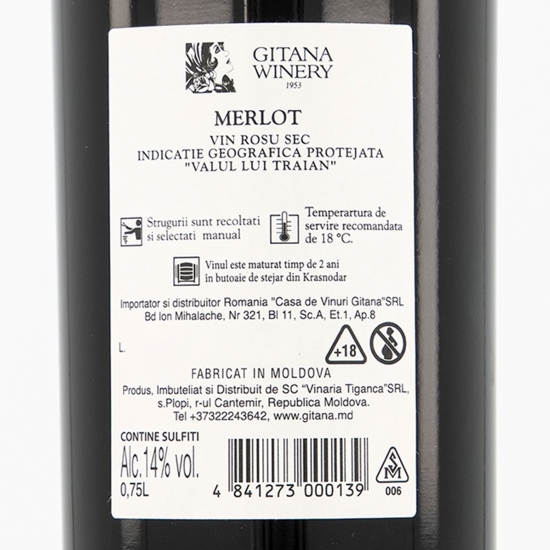 GITANA
WINERY
1953
MERLOT
VIN ROSU SEC
INDICATIE GEOGRAFICA PROTEJATA
"VALUL LUI TRAIAN"
Strugurii sunt recoltati
si selectati manual
Temperartura de
servire recomandata
de 18 °C.
Vinul este maturat timp de 2 ani
în butoaie de stejar din Krasnodar
Importator si distribuitor Romania "Casa de Vinuri Gitana"SRL
Bd Ion Mihalache, Nr 321, Bl 11, Sc.A, Et.1, Ap.8
L.
+18
FABRICAT IN MOLDOVA
Produs, Imbuteliat si Distribuit de SC "Vinaria Tiganca"SRL,
s.Plopi, r-ul Cantemir, Republica Moldova.
Tel +37322243642, www.gitana.md
CONTINE SULFITI
Alc.14% vol.
0,75L
4 841273 000139
SM
006